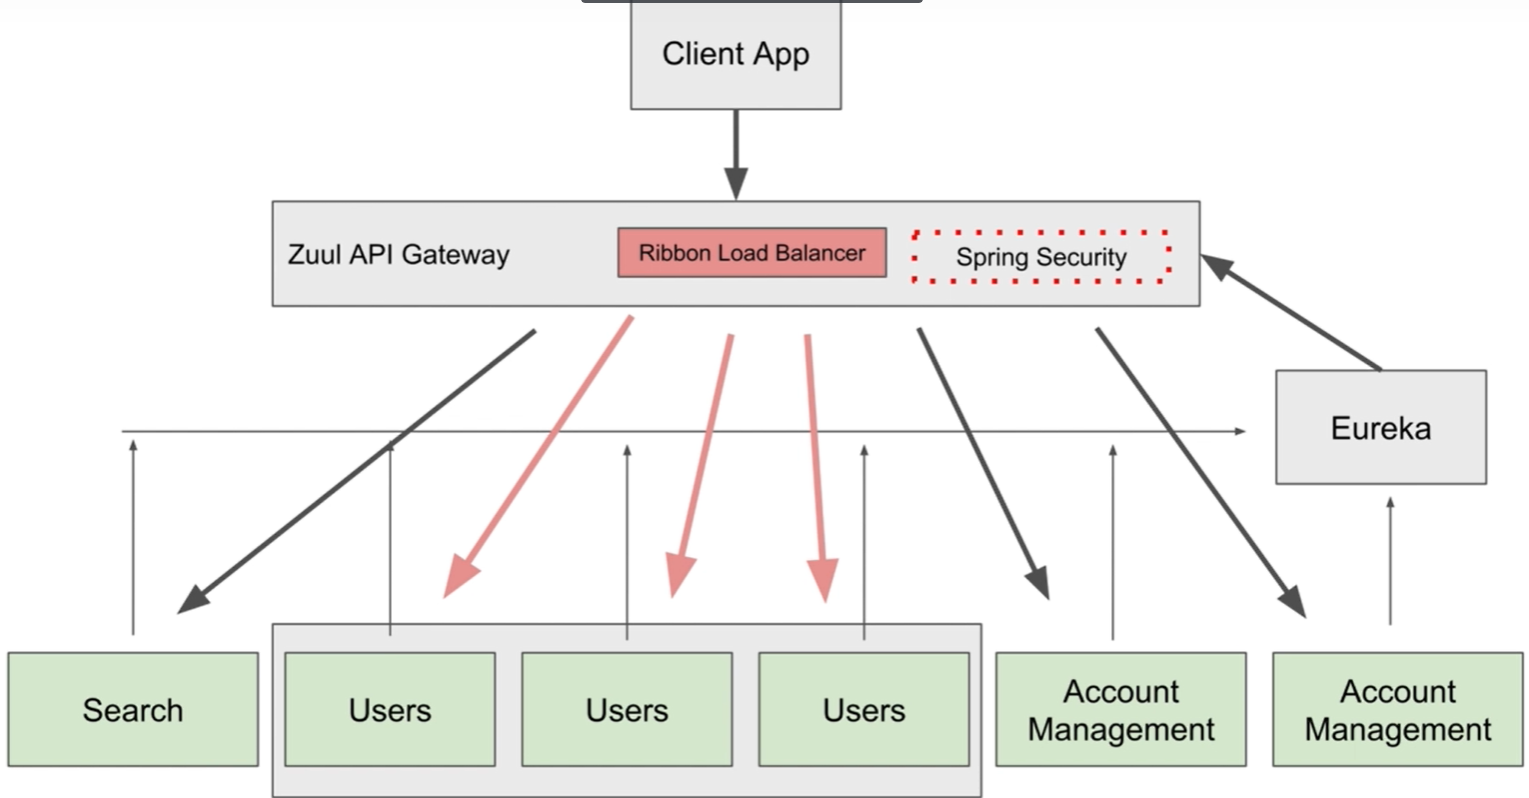 Client App
Zuul API Gateway
Ribbon Load Balancer
Spring Security
Eureka
Search
Users
Users
Users
Account
Management
Account
Management